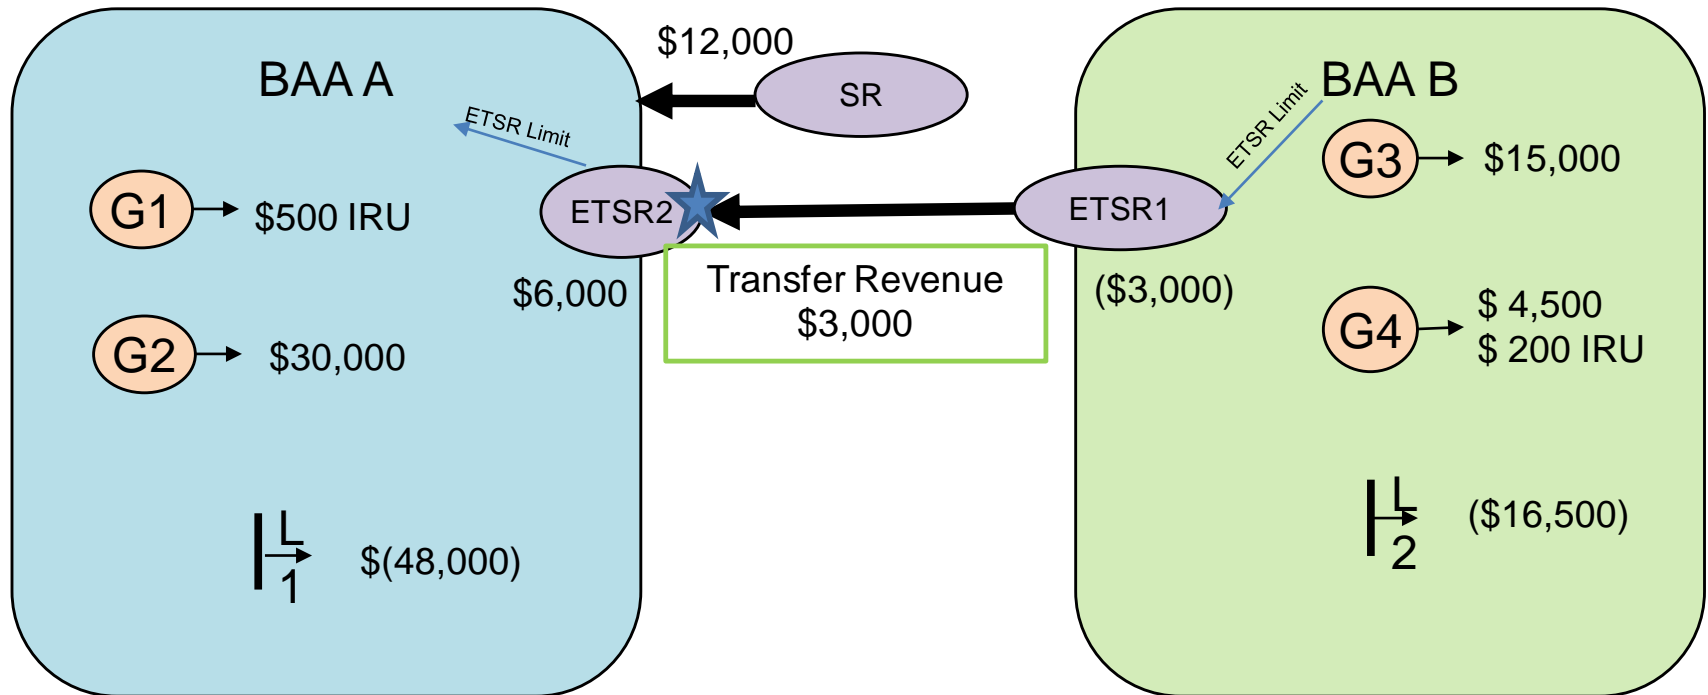 $12,000
BAA A
SR
BAA B
ETSR Limit
ETSR Limit
G3
$15,000
G1
$500 IRU
ETSR2
ETSR1
Transfer Revenue
$3,000
$6,000
($3,000)
G2
$30,000
G4
$ 4,500
$ 200 IRU
L
1
$(48,000)
L
2
($16,500)